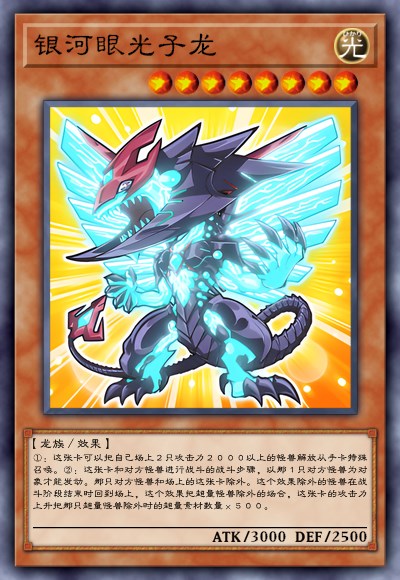 银河眼光子龙
ひかり
光
【龙族／效果】
①：这张卡可以把自己场上２只攻击力２０００以上的怪兽解放从手卡特殊
召唤。②：这张卡和对方怪兽进行战斗的战斗步骤，以那１只对方怪兽为对
象才能发动。那只对方怪兽和场上的这张卡除外。这个效果除外的怪兽在战
斗阶段结束时回到场上，这个效果把超量怪兽除外的场合，这张卡的攻击力
上升把那只超量怪兽除外时的超量素材数量×５００。
ATK/3000 DEF/2500